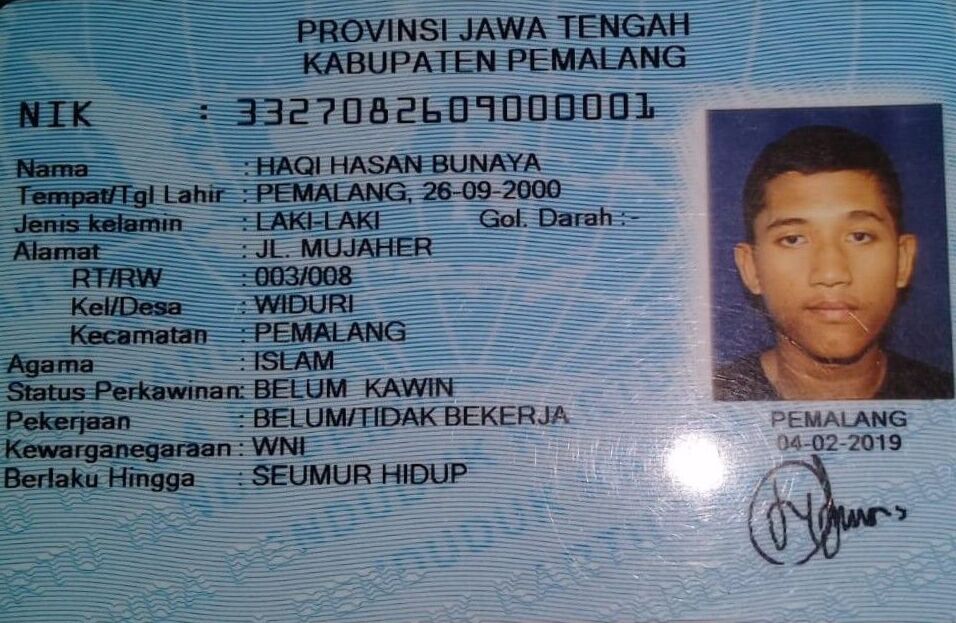 PROVINSI JAWA TENGAH
KABUPATEN PEMALANG
NIK : 3327082609000001
Nama : HAQI HASAN BUNAYA
Tempat/Tgl Lahir : PEMALANG, 26-09-2000
Jenis kelamin : LAKI-LAKI Gol. Darah :-
Alamat : JL. MUJAHER
RT/RW : 003/008
Kel/Desa : WIDURI
Kecamatan : PEMALANG
Agama : ISLAM
Status Perkawinan: BELUM KAWIN
Pekerjaan : BELUM/TIDAK BEKERJA
Kewarganegaraan : WNI
Berlaku Hingga : SEUMUR HIDUP
PEMALANG
04-02-2019